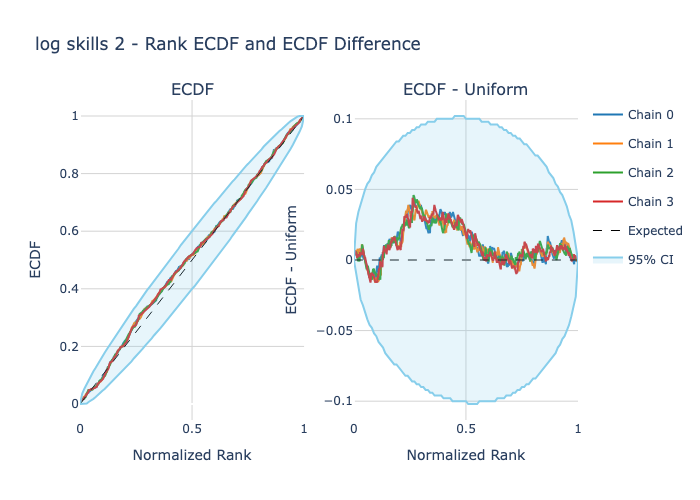 log skills 2 - Rank ECDF and ECDF Difference
ECDF
ECDF
1
0.8
0.6
0.4
0.2
0
0
0.5
1
Normalized Rank
ECDF - Uniform
ECDF - Uniform
0.1
0.05
0
−0.05
−0.1
0
0.5
1
Normalized Rank
Chain 0
Chain 1
Chain 2
Chain 3
Expected
95% CI